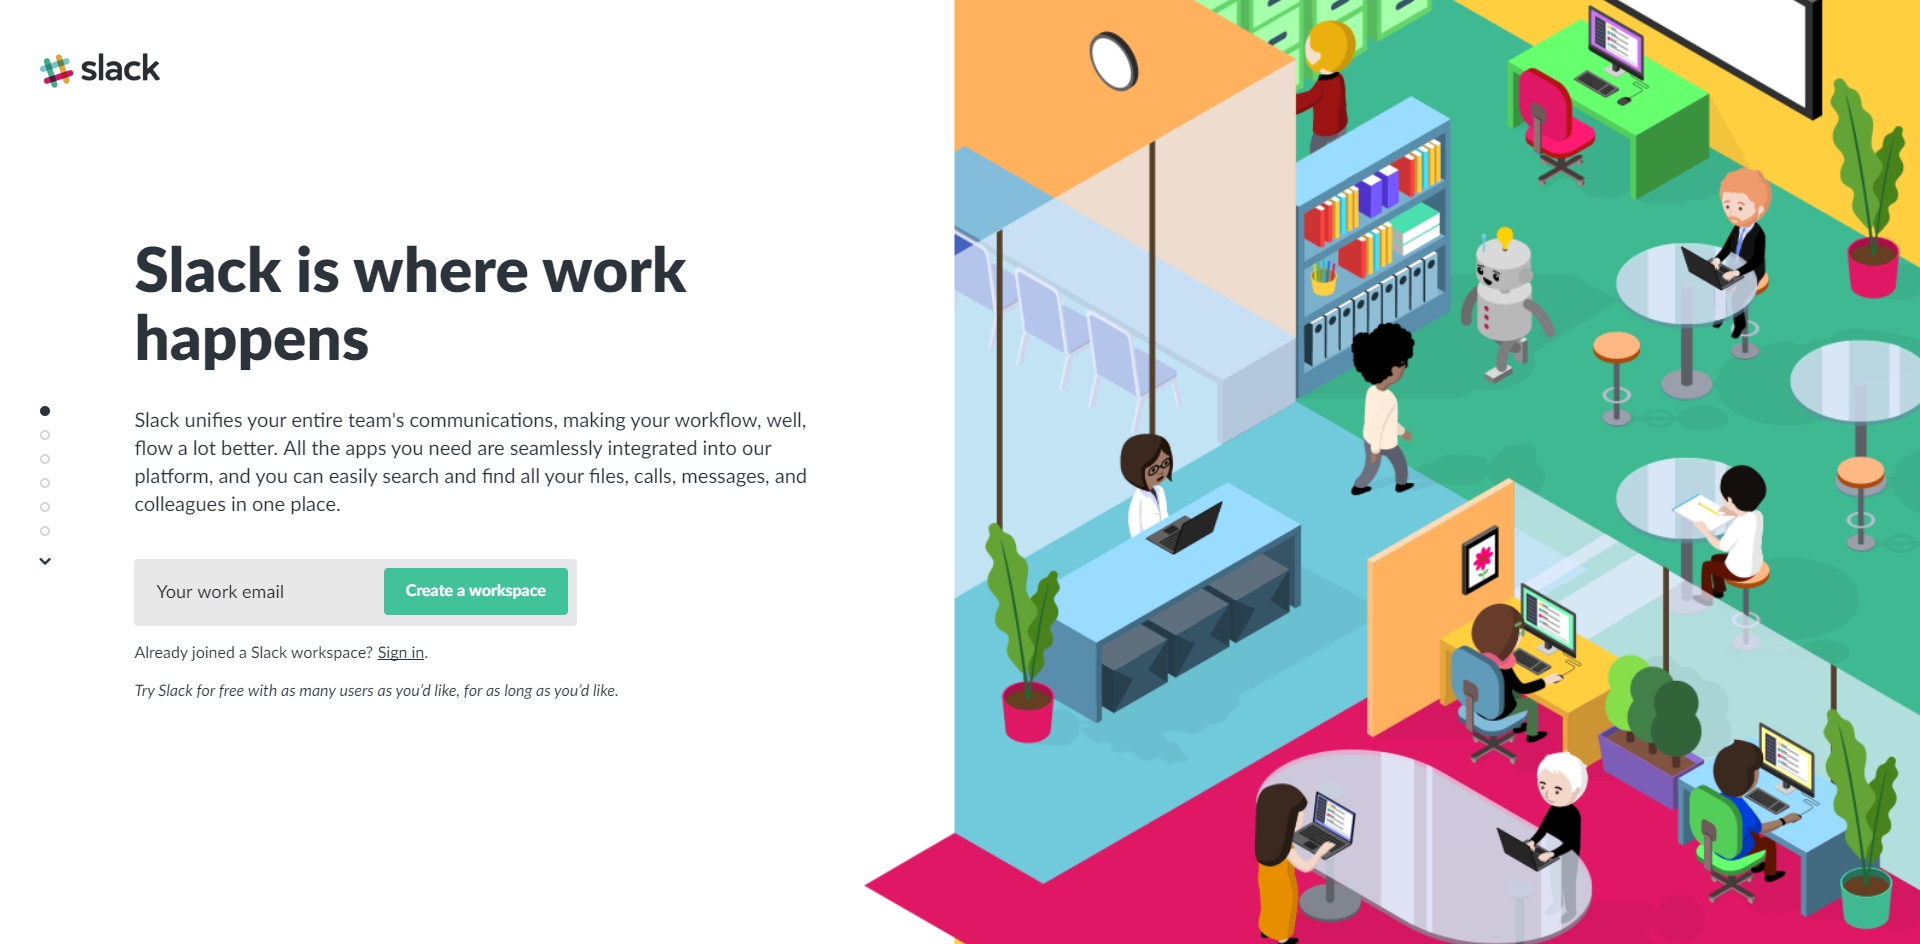 slack
Slack is where work
happens
Slack unifies your entire team's communications, making your workflow, well,
flow a lot better. All the apps you need are seamlessly integrated into our
platform, and you can easily search and find all your files, calls, messages, and
colleagues in one place.
Your work email
Create a workspace
Already joined a Slack workspace? Sign in.
Try Slack for free with as many users as you’d like, for as long as you’d like.